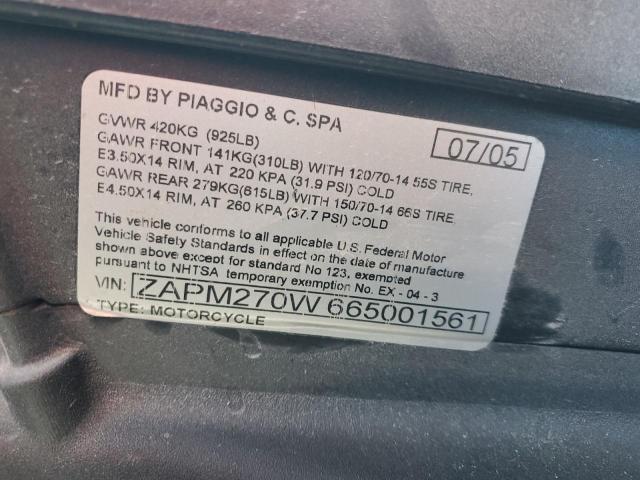 MFD BY PIAGGIO & C. SPA
07/05
GVWR 420KG (925LB)
GAWR FRONT 141KG(310LB) WITH 120/70-14 55S TIRE,
E3.50X14 RIM, AT 220 KPA (31.9 PSI) COLD
GAWR REAR 279KG(615LB) WITH 150/70-14 66S TIRE,
E4.50X14 RIM, AT 260 KPA (37.7 PSI) COLD
This vehicle conforms to all applicable U.S. Federal Motor
Vehicle Safety Standards in effect on the date of manufacture
shown above except for standard No 123, exempted
pursuant to NHTSA temporary exemption No. EX - 04 - 3
VIN: ZAPM270W 665001561
TYPE: MOTORCYCLE